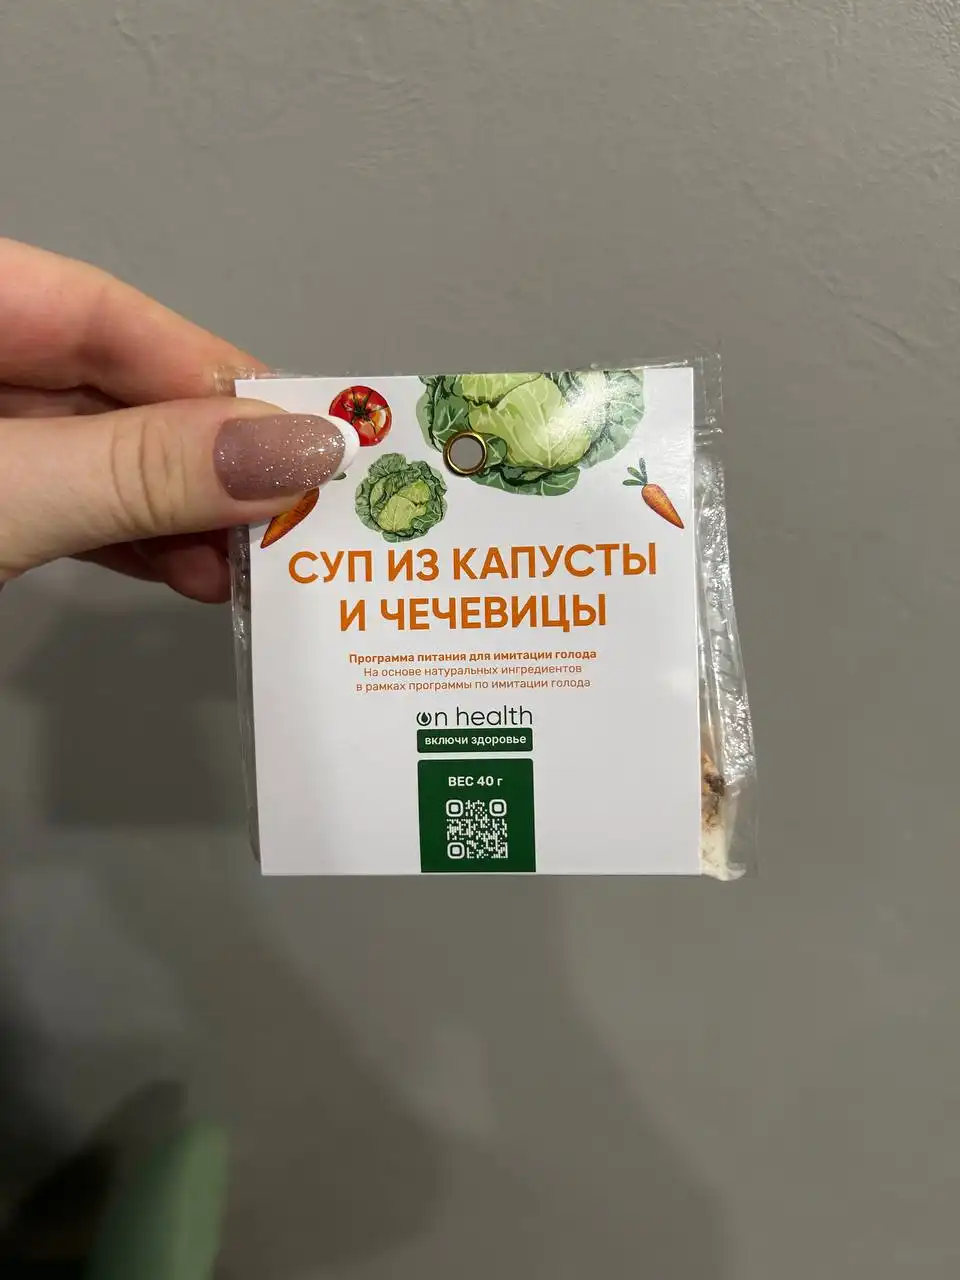 СУП ИЗ КАПУСТЫ
И ЧЕЧЕВИЦЫ
Программа питания для имитации голода
На основе натуральных ингредиентов
в рамках программы по имитации голода
on health
включи здоровье
ВЕС 40 г